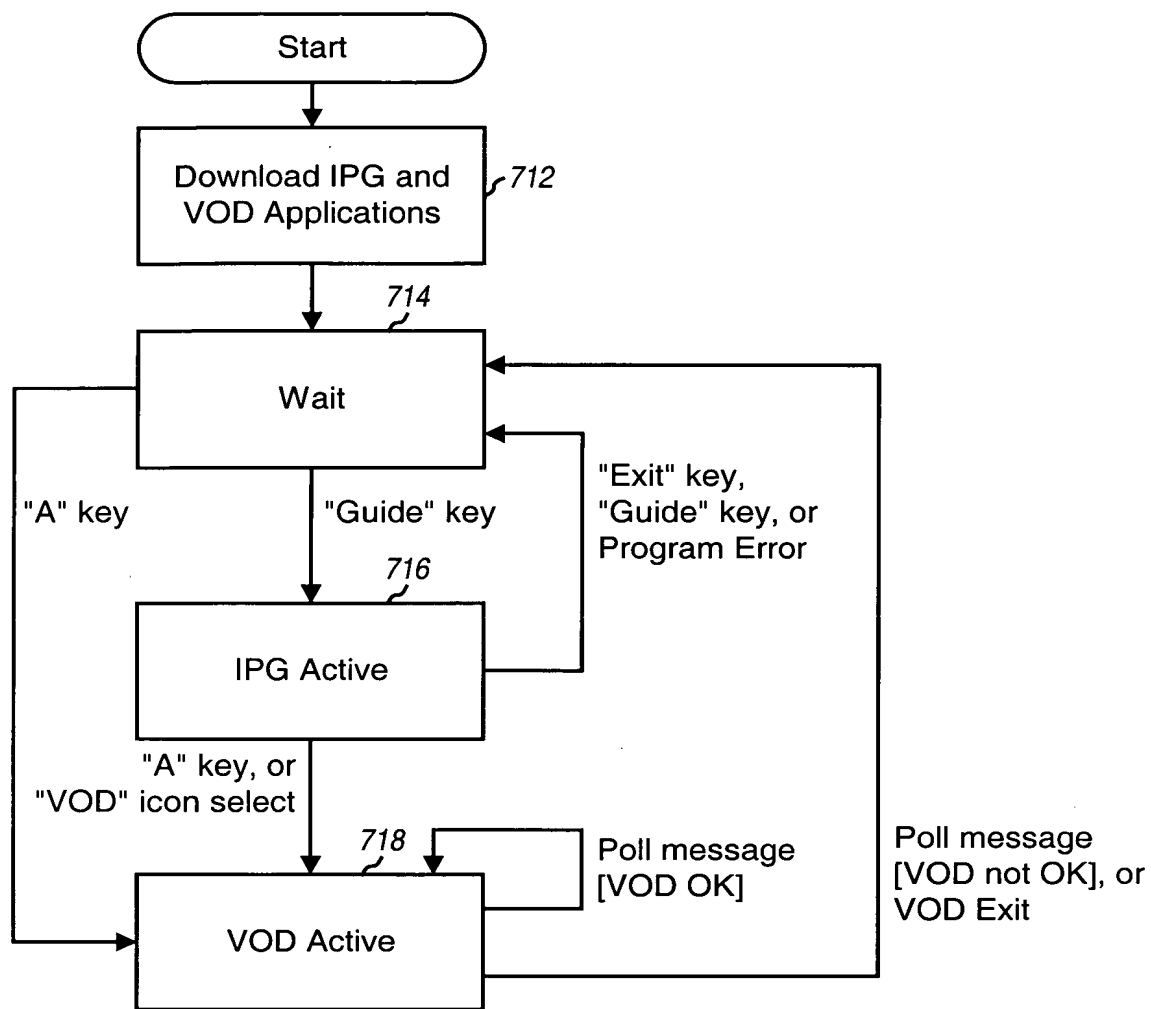 Start
Download IPG and
VOD Applications
712
714
Wait
"A" key
"Guide" key
"Exit" key,
"Guide" key, or
Program Error
716
IPG Active
"A" key, or
"VOD" icon select
718
Poll message
[VOD OK]
Poll message
[VOD not OK], or
VOD Exit
VOD Active